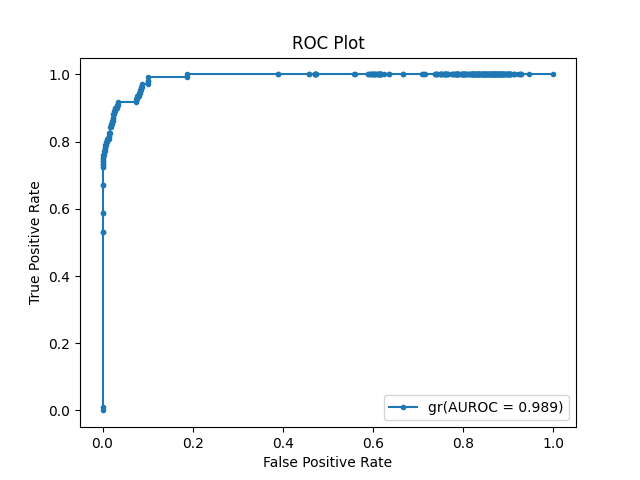 ROC Plot
1.0
0.8
0.6
0.4
0.2
0.0
True Positive Rate
gr(AUROC = 0.989)
0.0 0.2 0.4 0.6 0.8 1.0
False Positive Rate